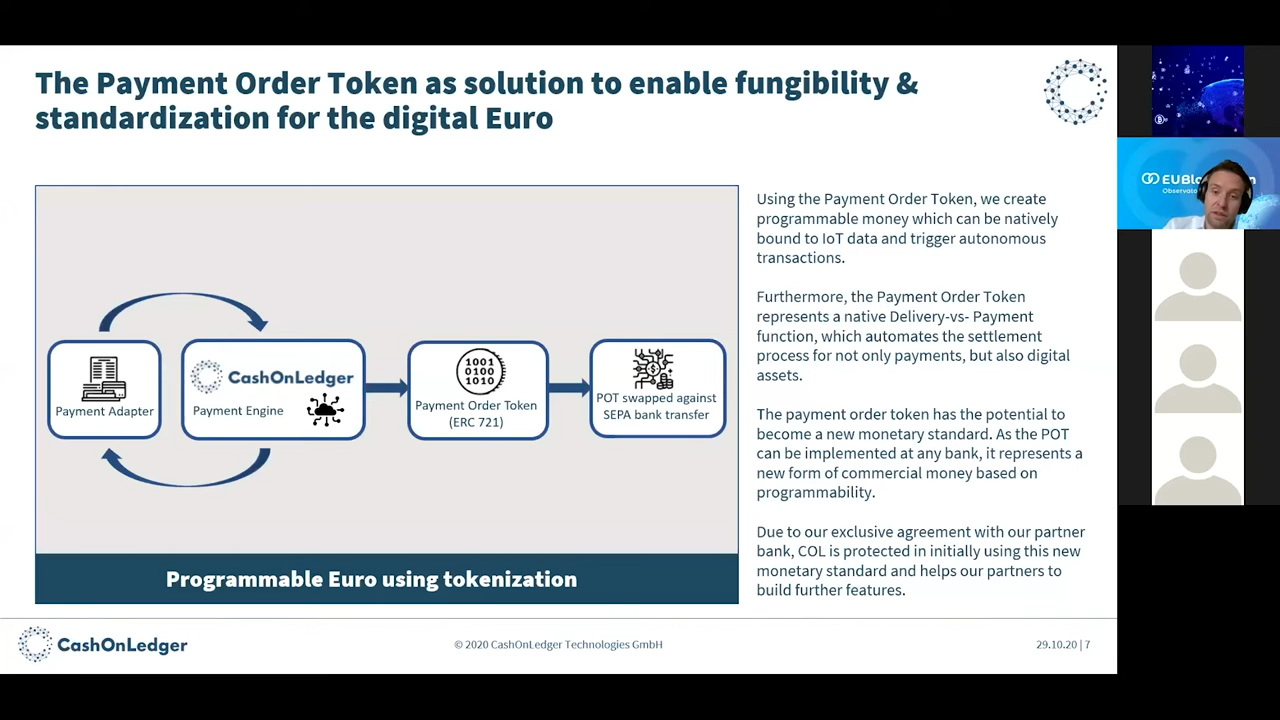 The Payment Order Token as solution to enable fungibility &
standardization for the digital Euro
Payment Adapter
CashOnLedger
Payment Engine
1001
0100
1010
Payment Order Token
(ERC 721)
POT swapped against
SEPA bank transfer
Programmable Euro using tokenization
Using the Payment Order Token, we create
programmable money which can be natively
bound to IoT data and trigger autonomous
transactions.
Furthermore, the Payment Order Token
represents a native Delivery-vs- Payment
function, which automates the settlement
process for not only payments, but also digital
assets.
The payment order token has the potential to
become a new monetary standard. As the POT
can be implemented at any bank, it represents a
new form of commercial money based on
programmability.
Due to our exclusive agreement with our partner
bank, COL is protected in initially using this new
monetary standard and helps our partners to
build further features.
CashOnLedger
© 2020 CashOnLedger Technologies GmbH
29.10.20 | 7